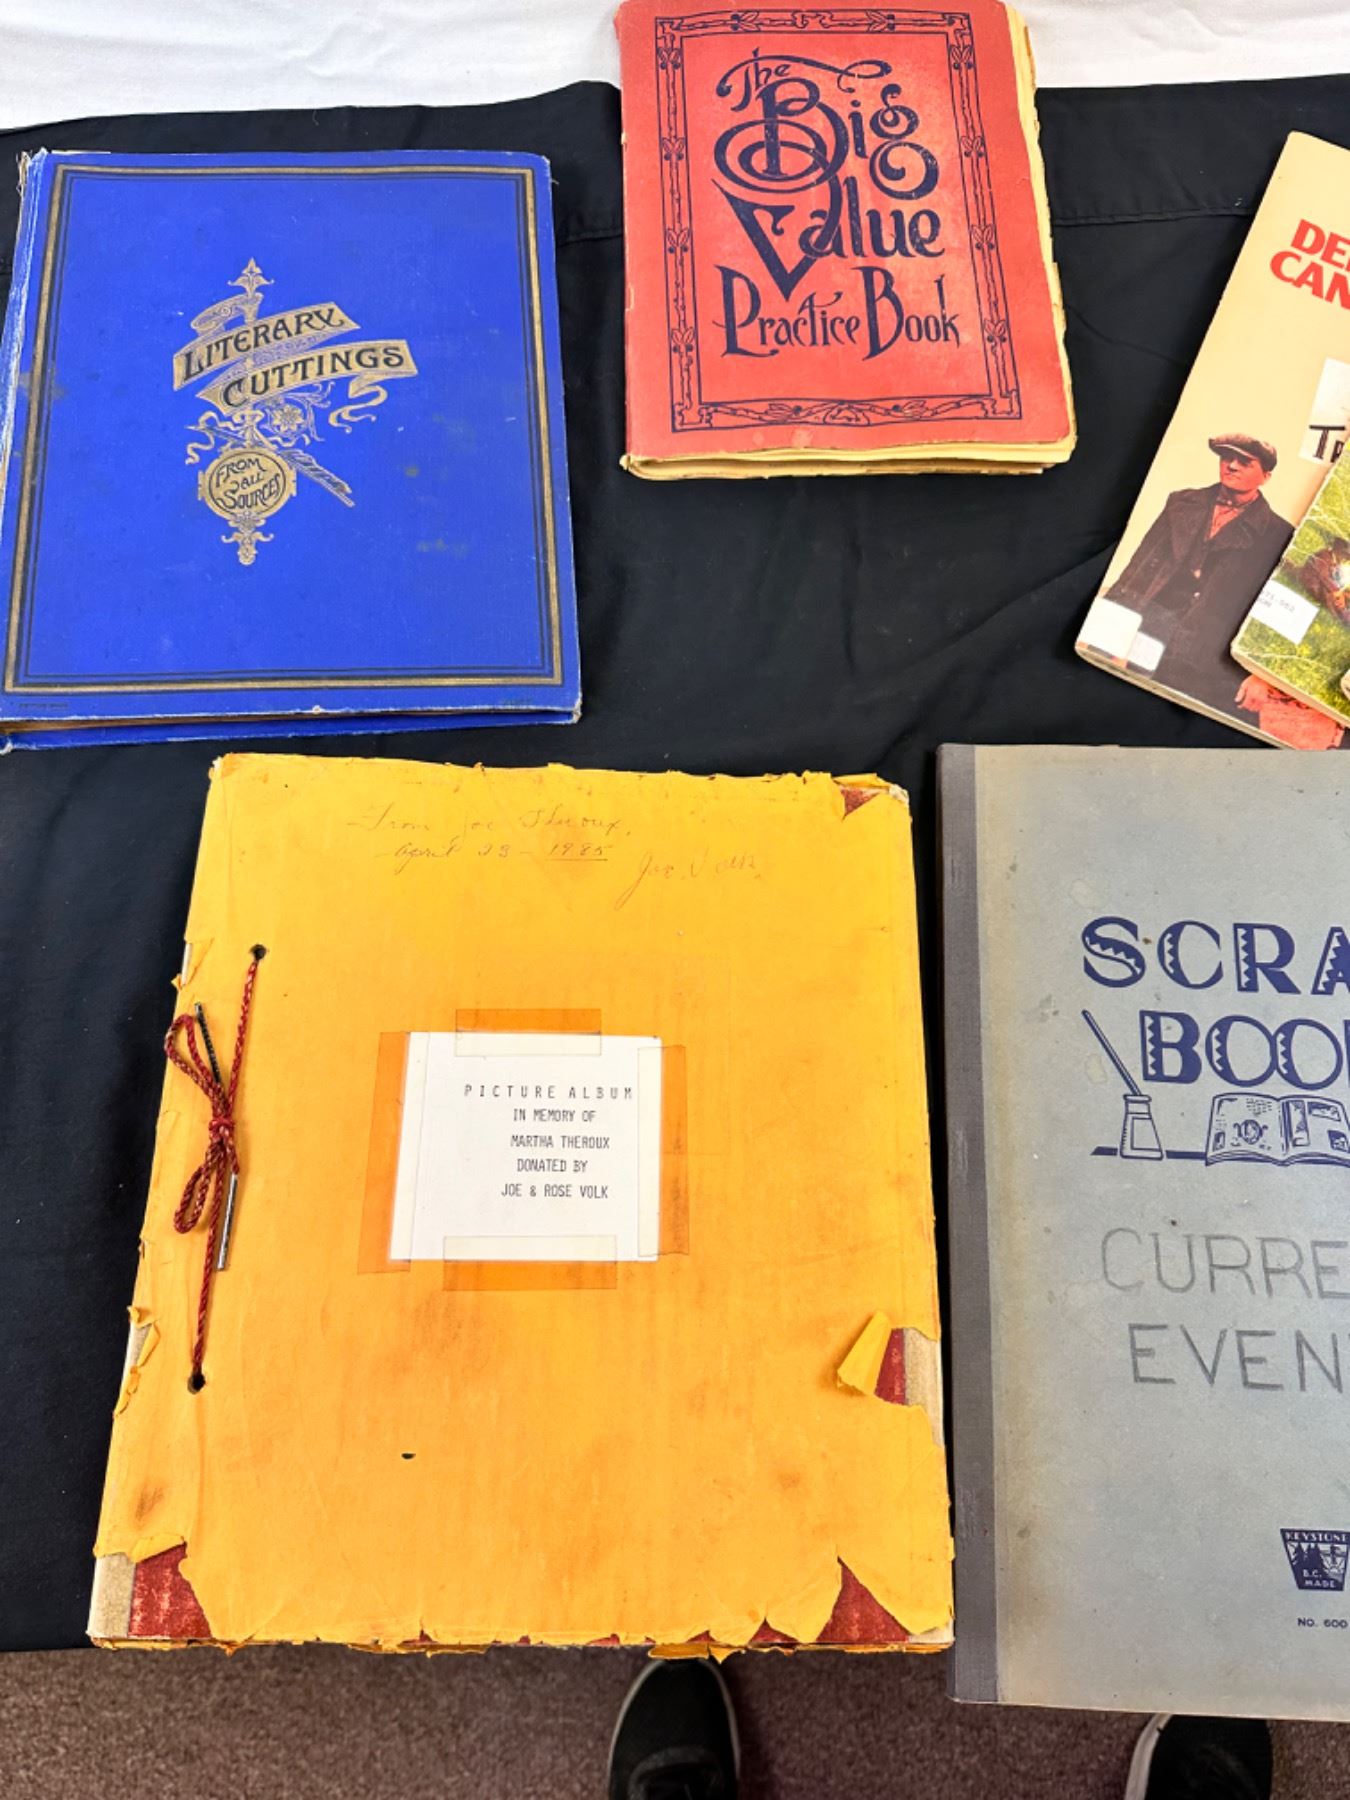 The
Big
Value
Practice Book
LITERARY
CUTTINGS
FROM
all
SOURCES
DE
CAN
From Joe Theroux,
April 23 - 1985
Joe Volk
PICTURE ALBUM
IN MEMORY OF
MARTHA THEROUX
DONATED BY
JOE & ROSE VOLK
SCRA
BOO
CURRE
EVEN
KEYSTONE
B.C.
MADE
NO. 600